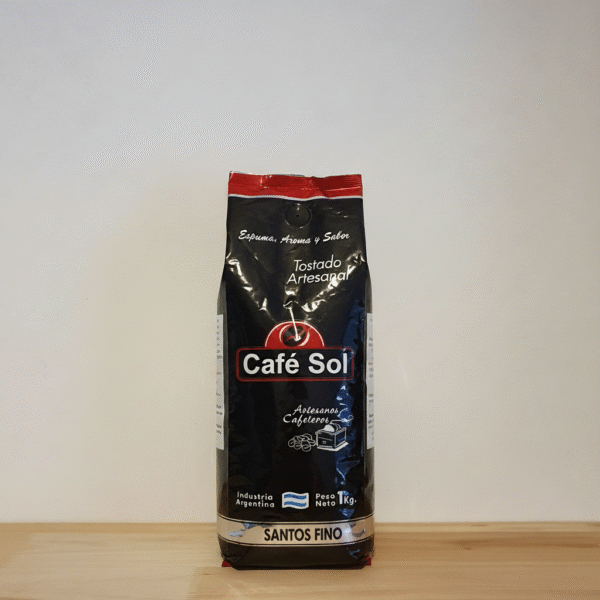 Espuma, Aroma y Sabor
Tostado
Artesanal
Café Sol
Artesanos
Cafeteros
Industria
Argentina
Peso
Neto 1Kg.
SANTOS FINO